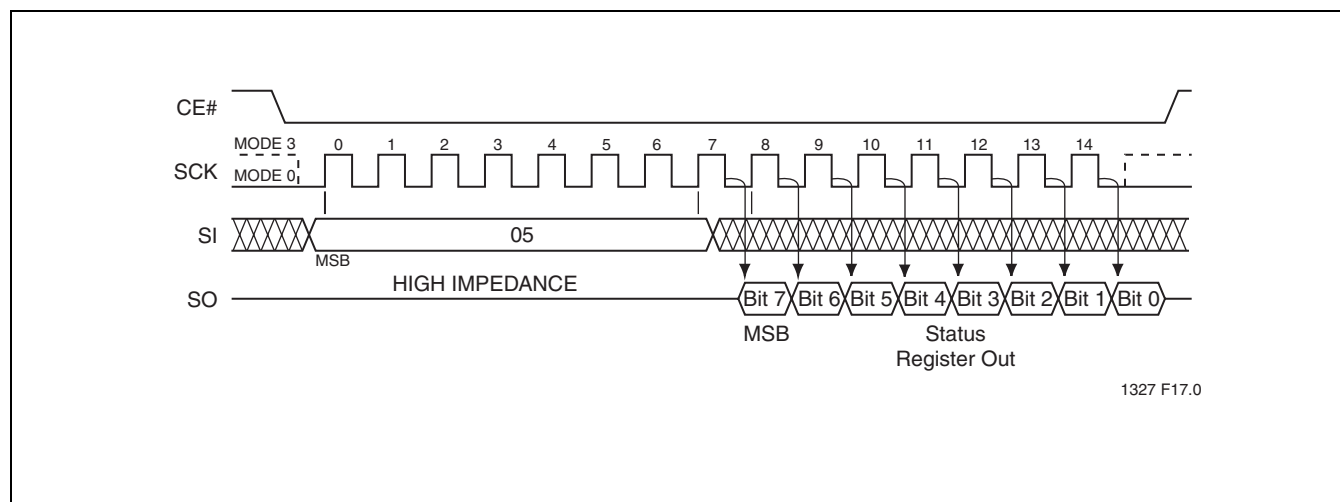 CE#
MODE 3 0 1 2 3 4 5 6 7 8 9 10 11 12 13 14
SCK
MODE 0
SI 05
MSB
HIGH IMPEDANCE
SO Bit 7 Bit 6 Bit 5 Bit 4 Bit 3 Bit 2 Bit 1 Bit 0
MSB Status
Register Out
1327 F17.0